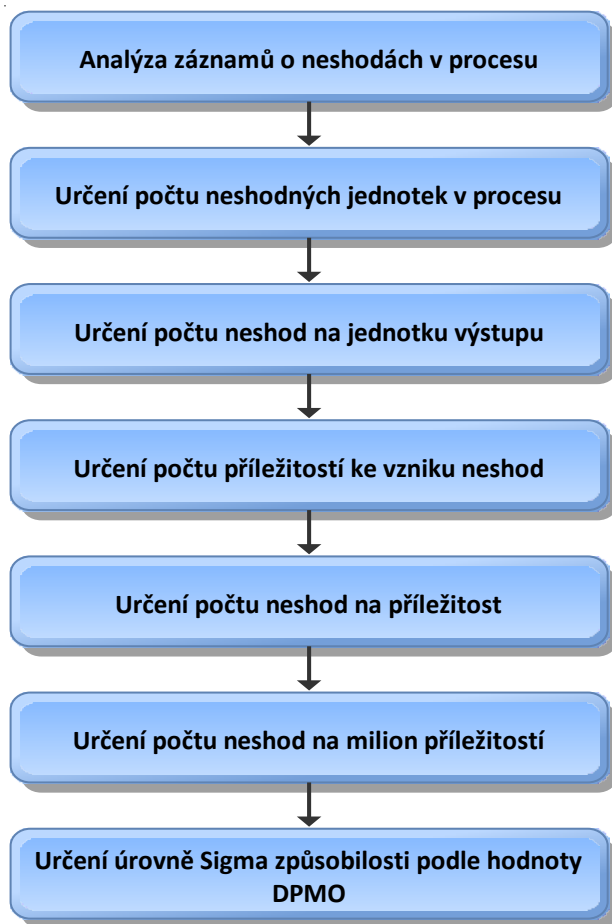 Analýza záznamů o neshodách v procesu
Určení počtu neshodných jednotek v procesu
Určení počtu neshod na jednotku výstupu
Určení počtu příležitostí ke vzniku neshod
Určení počtu neshod na příležitost
Určení počtu neshod na milion příležitostí
Určení úrovně Sigma způsobilosti podle hodnoty
DPMO